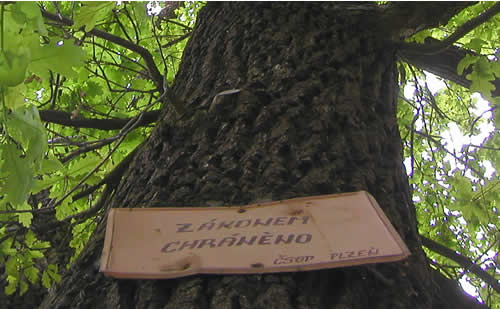 ZÁKONEM
CHRÁNĚNO
ČSOP PLZEŇ